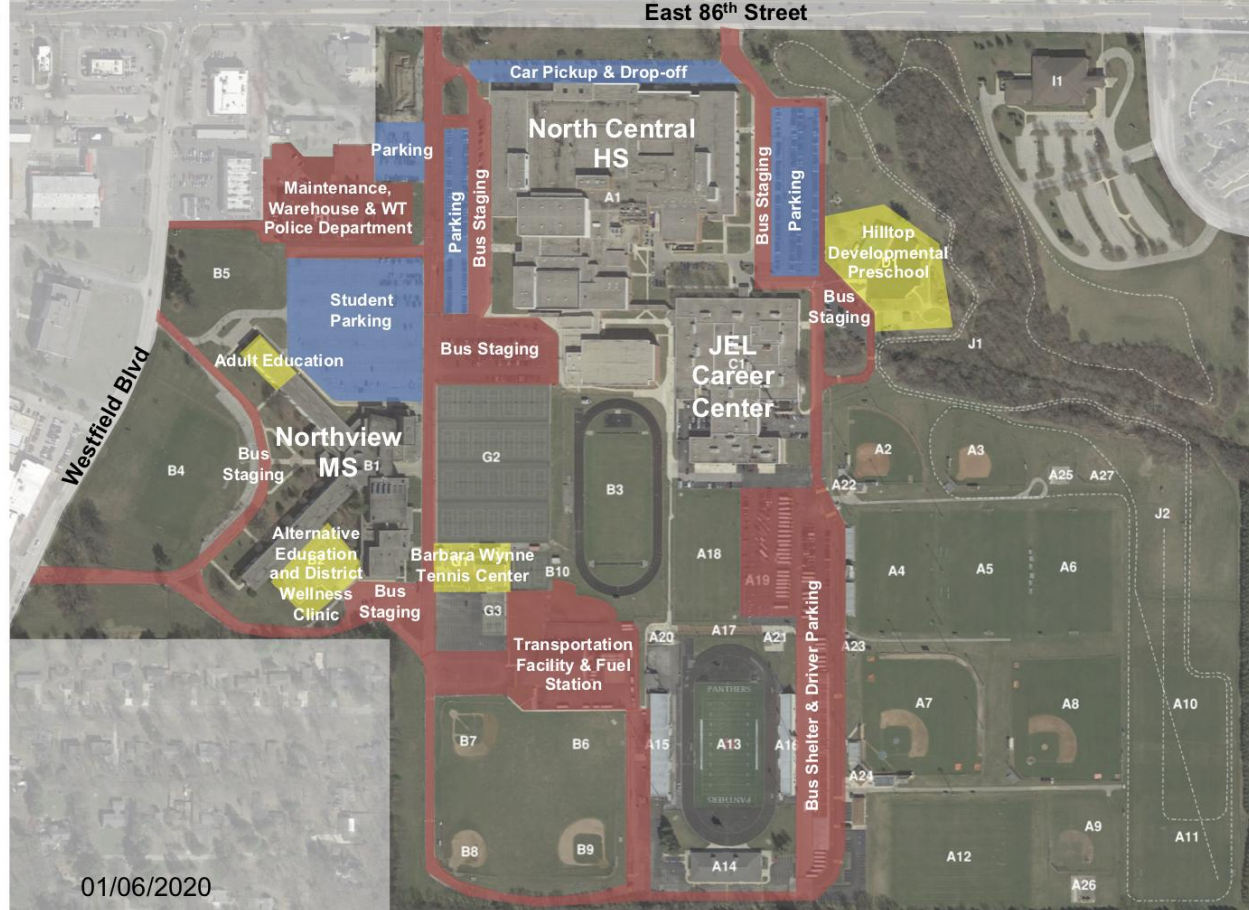 East 86th Street
Car Pickup & Drop-off
I1
North Central
HS
A1
Parking
Parking
Bus Staging
Bus Staging
Parking
Maintenance,
Warehouse & WT
Police Department
Hilltop
Developmental
D1
Preschool
B5
Student
Parking
Bus
Staging
Bus Staging
Adult Education
JEL
C1
Career
Center
J1
Westfield Blvd
Northview
MS
B1
B4
Bus
Staging
G2
B3
A2
A3
A25
A27
A22
J2
Alternative
Education
and District
Wellness
Clinic
Barbara Wynne
Tennis Center
B10
A18
A19
A4
A5
A6
Bus
Staging
G3
A20
A17
A21
A23
Transportation
Facility & Fuel
Station
Bus Shelter & Driver Parking
PANTHERS
A7
A8
A10
B7
B6
A15
A13
A16
A24
PANTHERS
B8
B9
A14
A12
A9
A11
A26
01/06/2020